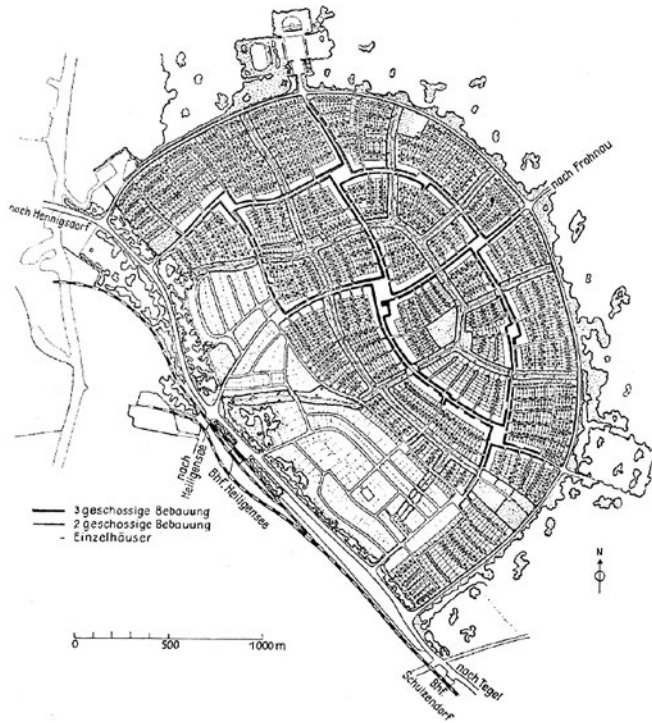 nach Frohnau
nach Hennigsdorf
nach
Heiligensee
Bhf. Heiligensee
3 geschossige Bebauung
2 geschossige Bebauung
Einzelhäuser
N
0 500 1000 m
nach Tegel
Bhf.
Schulzendorf